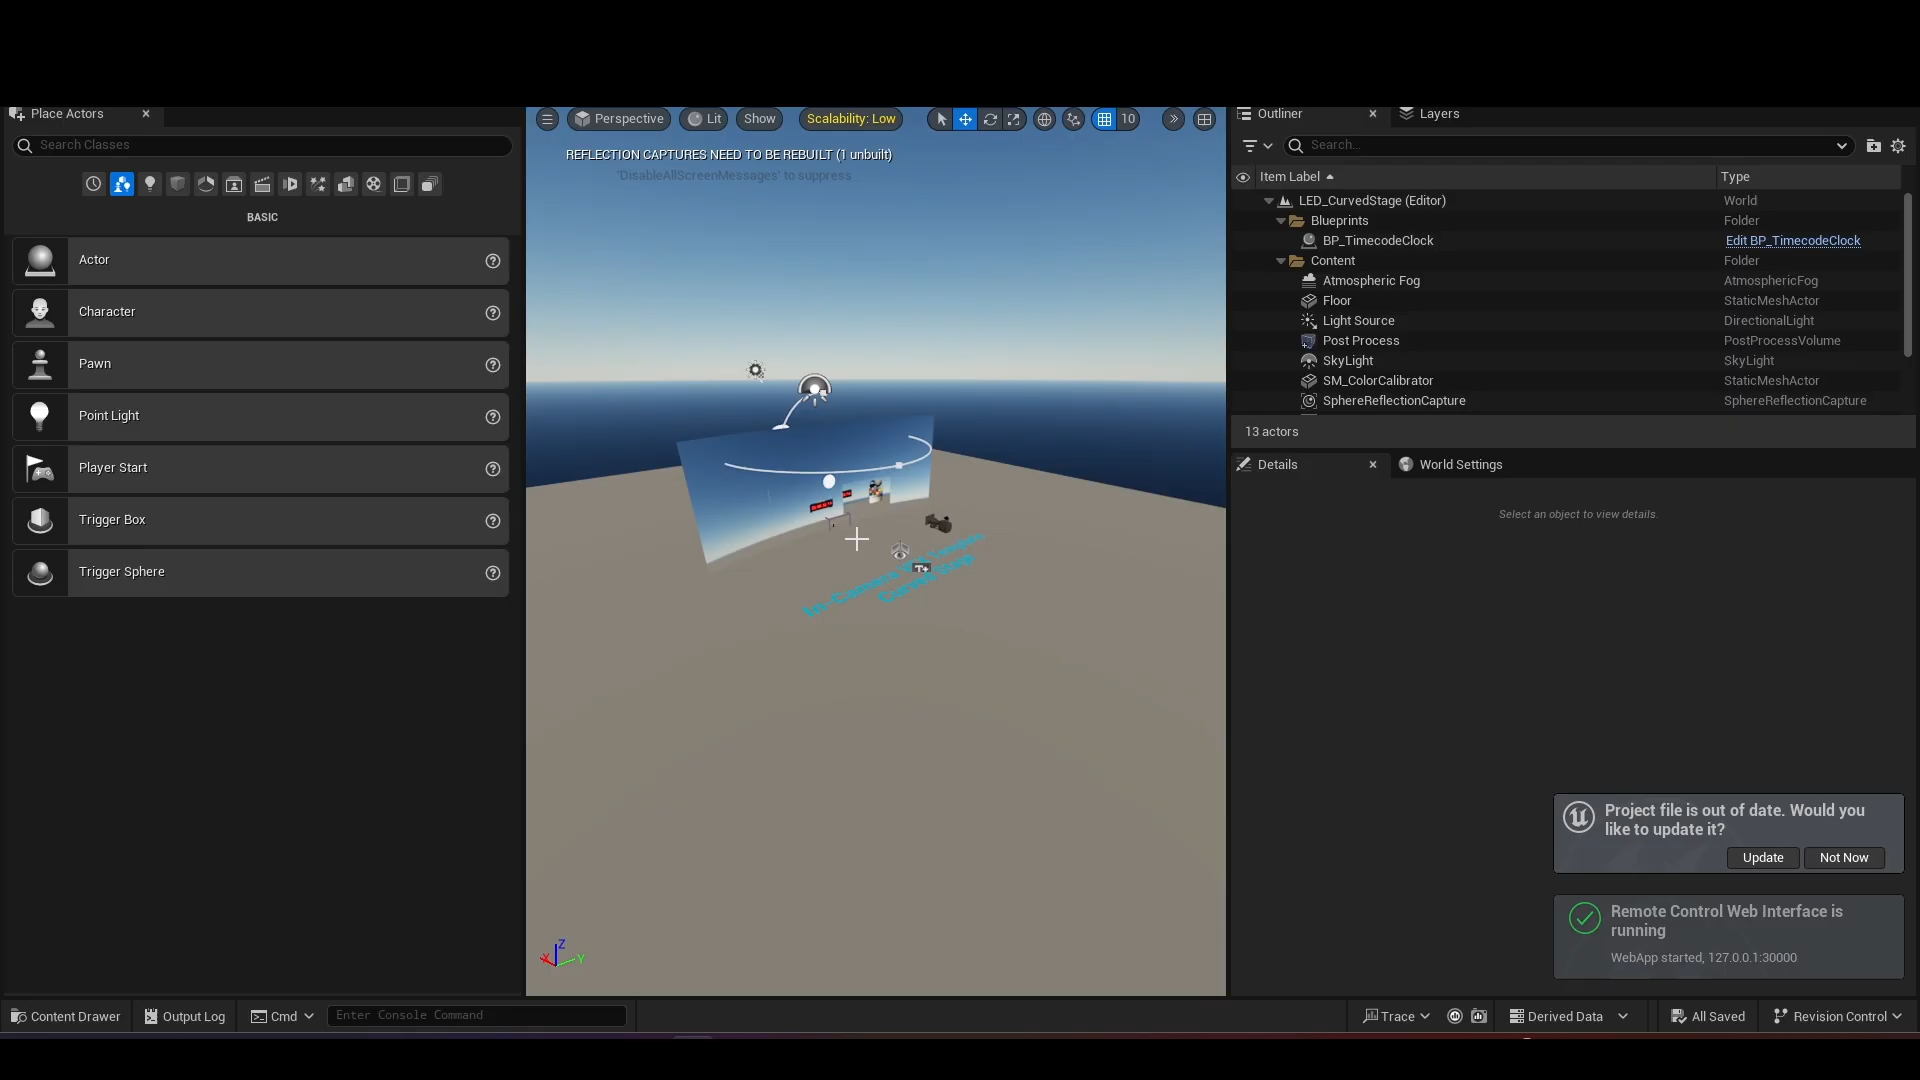 Place Actors
Search Classes
BASIC
Actor
Character
Pawn
Point Light
Player Start
Trigger Box
Trigger Sphere
Perspective
Lit
Show
Scalability: Low
10
REFLECTION CAPTURES NEED TO BE REBUILT (1 unbuilt)
'DisableAllScreenMessages' to suppress
In-Camera
Z
X
Y
Outliner
Layers
Search...
Item Label
Type
LED_CurvedStage (Editor)
World
Blueprints
Folder
BP_TimecodeClock
Edit BP_TimecodeClock
Content
Folder
Atmospheric Fog
AtmosphericFog
Floor
StaticMeshActor
Light Source
DirectionalLight
Post Process
PostProcessVolume
SkyLight
SkyLight
SM_ColorCalibrator
StaticMeshActor
SphereReflectionCapture
SphereReflectionCapture
13 actors
Details
World Settings
Select an object to view details.
Project file is out of date. Would you
like to update it?
Update
Not Now
Remote Control Web Interface is
running
WebApp started, 127.0.0.1:30000
Content Drawer
Output Log
Cmd
Enter Console Command
Trace
Derived Data
All Saved
Revision Control